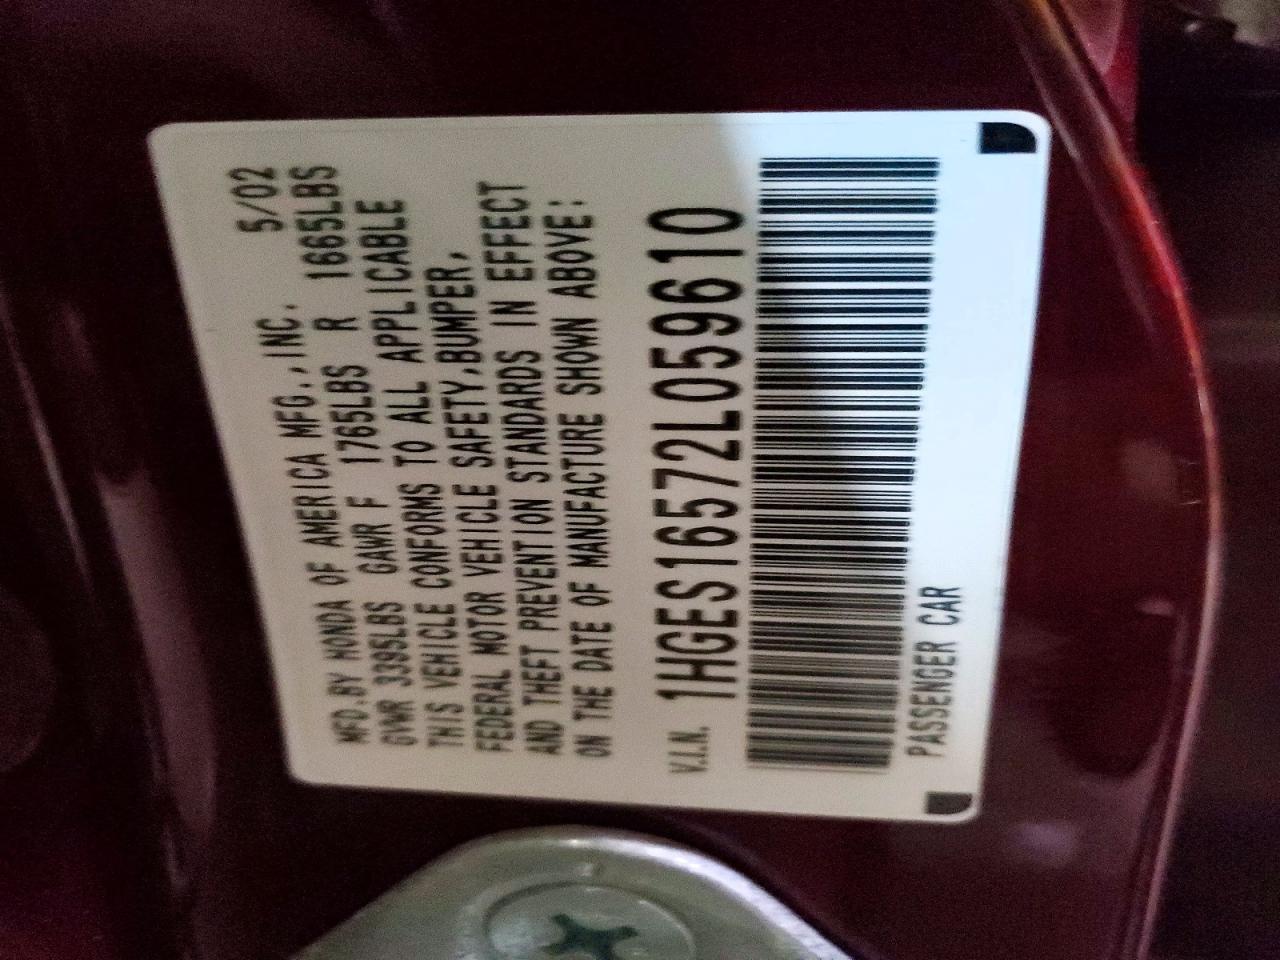 MFD.BY HONDA OF AMERICA MFG.,INC. 5/02
GVWR 3395LBS GAWR F 1765LBS R 1665LBS
THIS VEHICLE CONFORMS TO ALL APPLICABLE
FEDERAL MOTOR VEHICLE SAFETY,BUMPER,
AND THEFT PREVENTION STANDARDS IN EFFECT
ON THE DATE OF MANUFACTURE SHOWN ABOVE:
V.I.N. 1HGES16572L059610
PASSENGER CAR